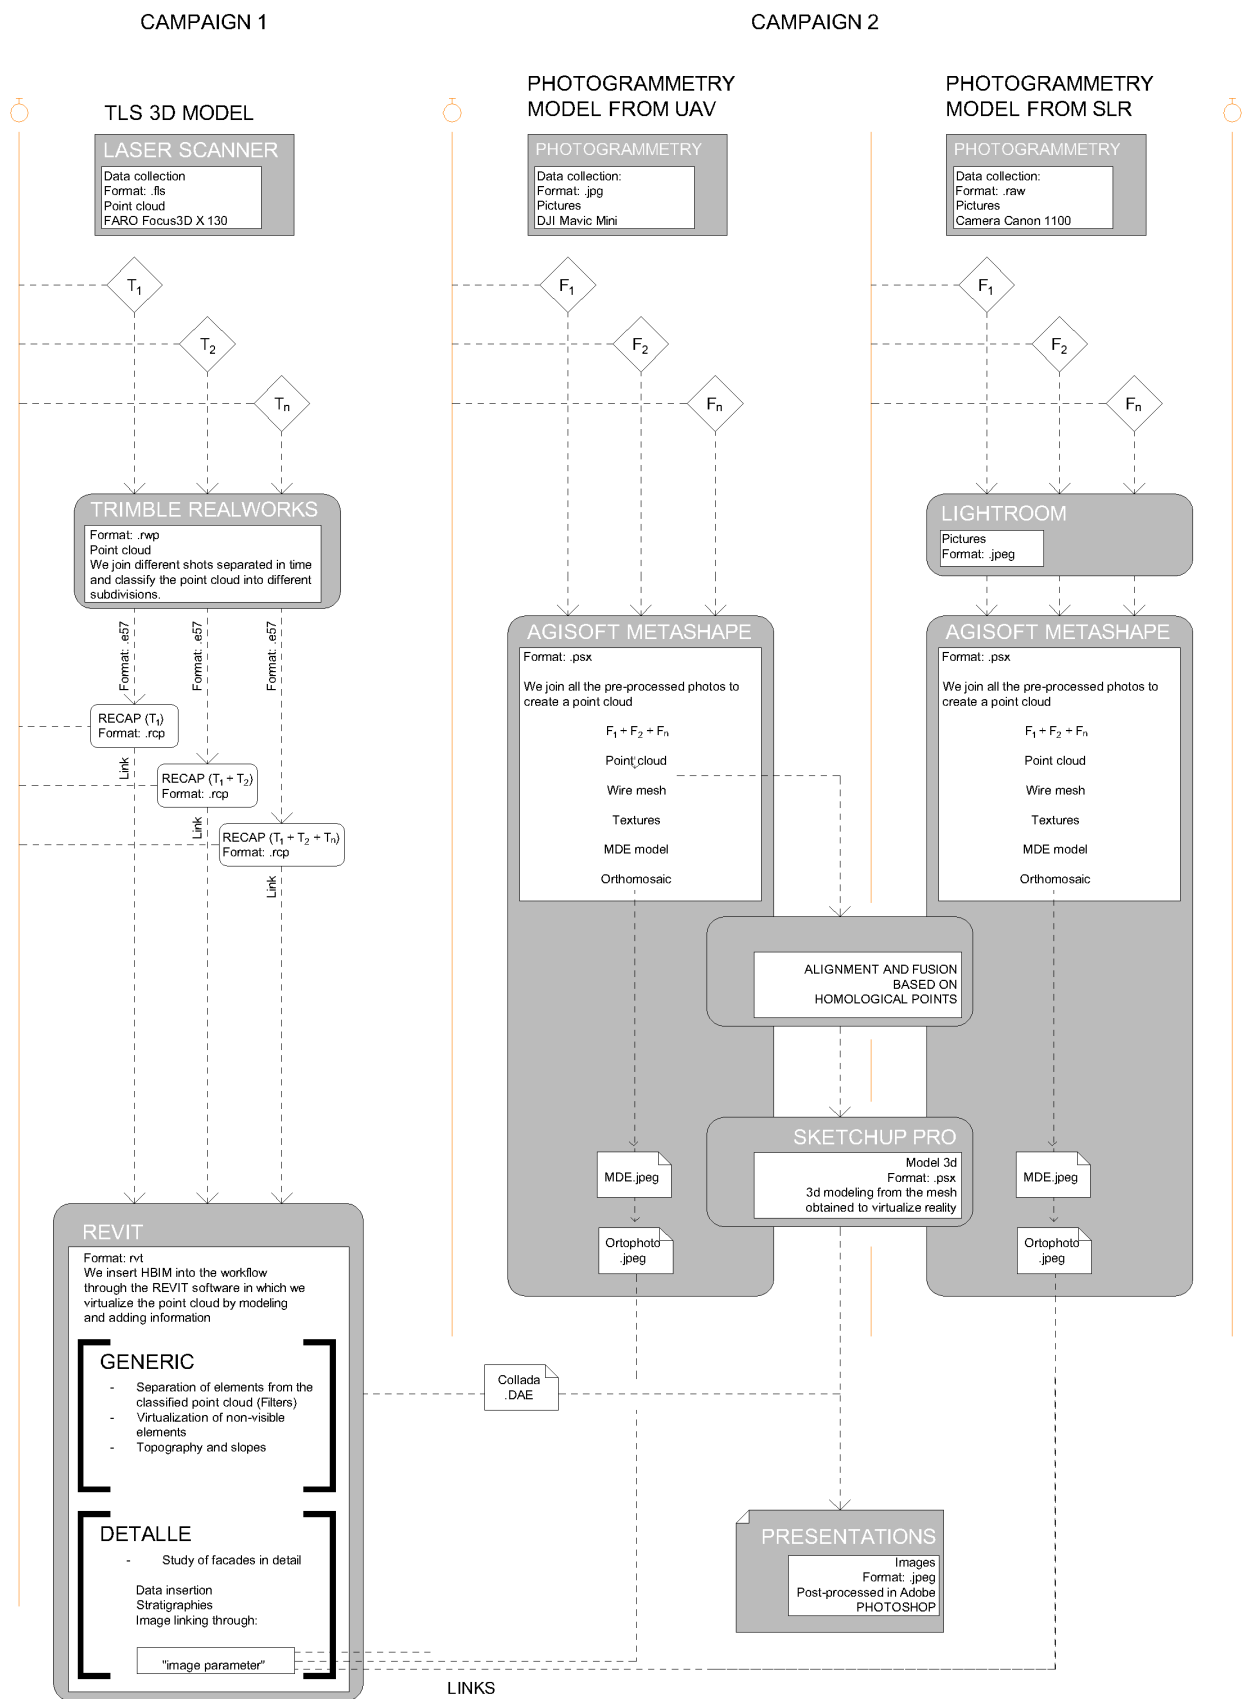 CAMPAIGN 1
CAMPAIGN 2
TLS 3D MODEL
PHOTOGRAMMETRY
MODEL FROM UAV
PHOTOGRAMMETRY
MODEL FROM SLR
LASER SCANNER
Data collection
Format: .fls
Point cloud
FARO Focus3D X 130
PHOTOGRAMMETRY
Data collection:
Format: .jpg
Pictures
DJI Mavic Mini
PHOTOGRAMMETRY
Data collection:
Format: .raw
Pictures
Camera Canon 1100
T1
T2
Tn
F1
F2
Fn
F1
F2
Fn
TRIMBLE REALWORKS
Format: .rwp
Point cloud
We join different shots separated in time
and classify the point cloud into different
subdivisions.
LIGHTROOM
Pictures
Format: .jpeg
Format: .e57
Format: .e57
Format: .e57
RECAP (T1)
Format: .rcp
Link
RECAP (T1 + T2)
Format: .rcp
Link
RECAP (T1 + T2 + Tn)
Format: .rcp
Link
AGISOFT METASHAPE
Format: .psx
We join all the pre-processed photos to
create a point cloud
F1 + F2 + Fn
Point cloud
Wire mesh
Textures
MDE model
Orthomosaic
AGISOFT METASHAPE
Format: .psx
We join all the pre-processed photos to
create a point cloud
F1 + F2 + Fn
Point cloud
Wire mesh
Textures
MDE model
Orthomosaic
ALIGNMENT AND FUSION
BASED ON
HOMOLOGICAL POINTS
SKETCHUP PRO
Model 3d
Format: .psx
3d modeling from the mesh
obtained to virtualize reality
MDE.jpeg
Ortophoto
.jpeg
MDE.jpeg
Ortophoto
.jpeg
REVIT
Format: rvt
We insert HBIM into the workflow
through the REVIT software in which we
virtualize the point cloud by modeling
and adding information
GENERIC
- Separation of elements from the
classified point cloud (Filters)
- Virtualization of non-visible
elements
- Topography and slopes
Collada
.DAE
DETALLE
- Study of facades in detail
Data insertion
Stratigraphies
Image linking through:
"image parameter"
PRESENTATIONS
Images
Format: .jpeg
Post-processed in Adobe
PHOTOSHOP
LINKS